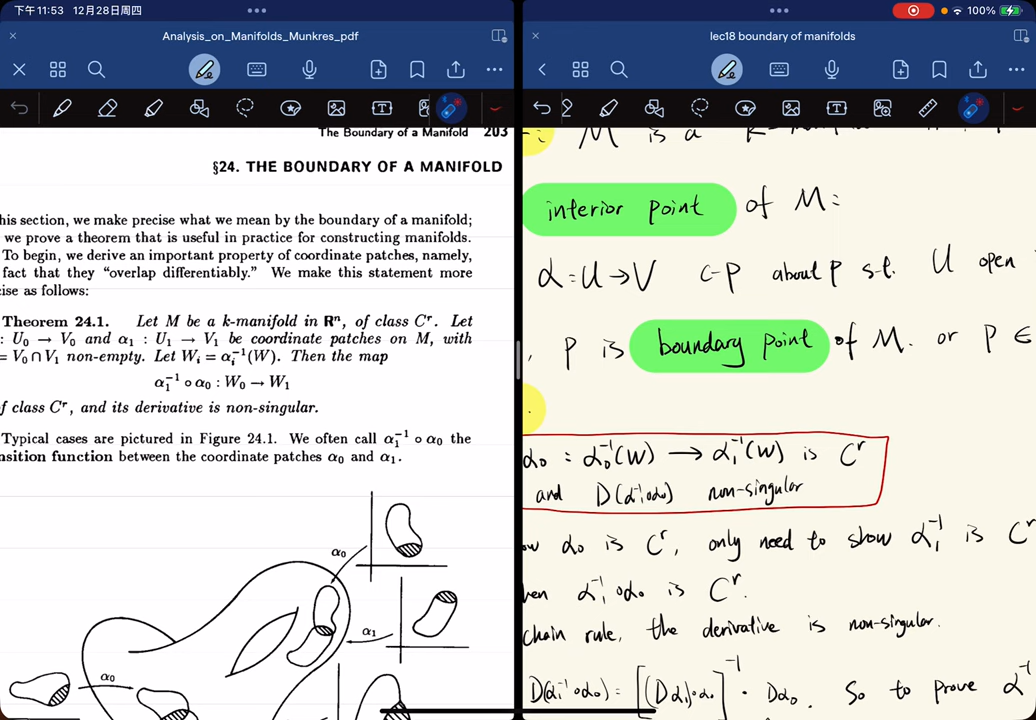 下午11:53 12月28日周四
100%
Analysis_on_Manifolds_Munkres_pdf
The Boundary of a Manifold 203
§24. THE BOUNDARY OF A MANIFOLD
his section, we make precise what we mean by the boundary of a manifold;
we prove a theorem that is useful in practice for constructing manifolds.
To begin, we derive an important property of coordinate patches, namely,
fact that they “overlap differentiably.” We make this statement more
ise as follows:
Theorem 24.1. Let M be a k-manifold in Rⁿ, of class Cʳ. Let
: U₀ → V₀ and α₁ : U₁ → V₁ be coordinate patches on M, with
= V₀ ∩ V₁ non-empty. Let Wᵢ = αᵢ⁻¹(W). Then the map
α₁⁻¹ ∘ α₀ : W₀ → W₁
f class Cʳ, and its derivative is non-singular.
Typical cases are pictured in Figure 24.1. We often call α₁⁻¹ ∘ α₀ the
nsition function between the coordinate patches α₀ and α₁.
α₀
α₁
α₀
lec18 boundary of manifolds
M is a
interior point of M:
α: U → V c-p about p s.t. U open
, P is boundary point of M. or P ∈
α₀ : α₀⁻¹(W) → α₁⁻¹(W) is Cʳ
and D(α₁⁻¹∘α₀) non-singular
ow α₀ is Cʳ, only need to show α₁⁻¹ is Cʳ
en α₁⁻¹∘α₀ is Cʳ.
chain rule, the derivative is non-singular.
D(α₁⁻¹∘α₀) = [(Dα₁)∘α₀]⁻¹ · Dα₀. So to prove α⁻¹